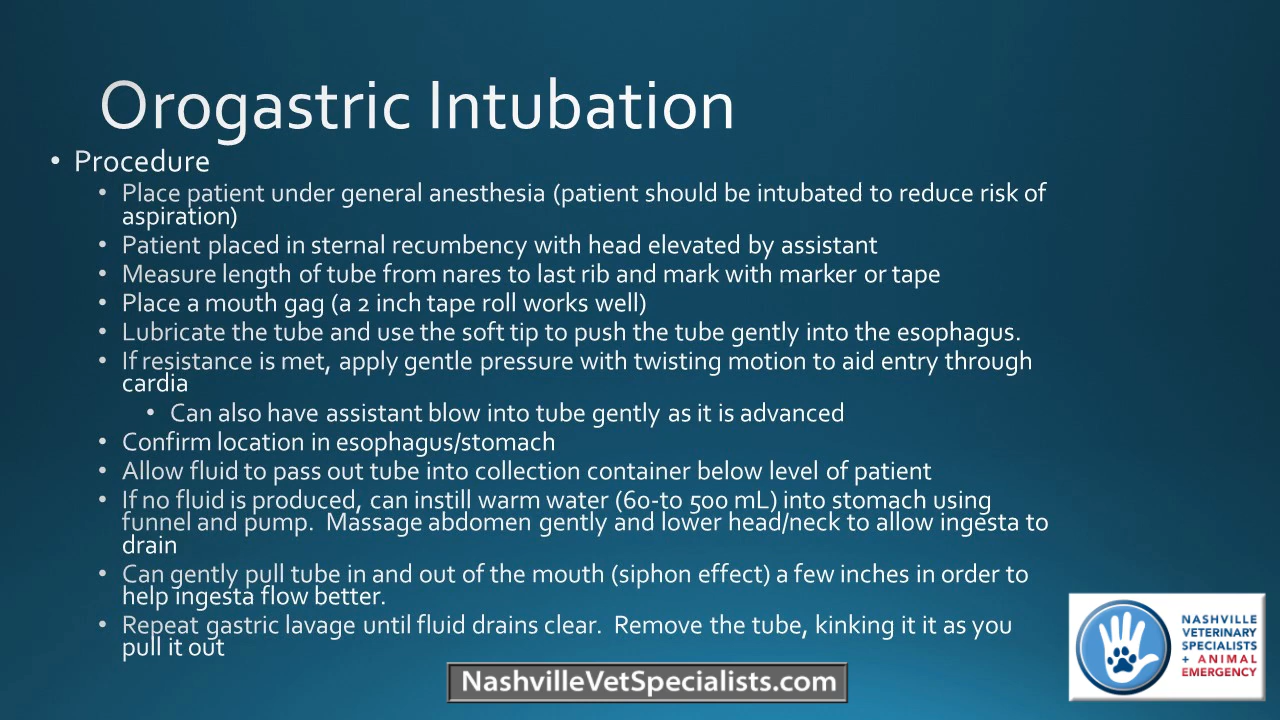 Orogastric Intubation
• Procedure
• Place patient under general anesthesia (patient should be intubated to reduce risk of
aspiration)
• Patient placed in sternal recumbency with head elevated by assistant
• Measure length of tube from nares to last rib and mark with marker or tape
• Place a mouth gag (a 2 inch tape roll works well)
• Lubricate the tube and use the soft tip to push the tube gently into the esophagus.
• If resistance is met, apply gentle pressure with twisting motion to aid entry through
cardia
• Can also have assistant blow into tube gently as it is advanced
• Confirm location in esophagus/stomach
• Allow fluid to pass out tube into collection container below level of patient
• If no fluid is produced, can instill warm water (60-to 500 mL) into stomach using
funnel and pump. Massage abdomen gently and lower head/neck to allow ingesta to
drain
• Can gently pull tube in and out of the mouth (siphon effect) a few inches in order to
help ingesta flow better.
• Repeat gastric lavage until fluid drains clear. Remove the tube, kinking it it as you
pull it out
NASHVILLE
VETERINARY
SPECIALISTS
+ ANIMAL
EMERGENCY
NashvilleVetSpecialists.com